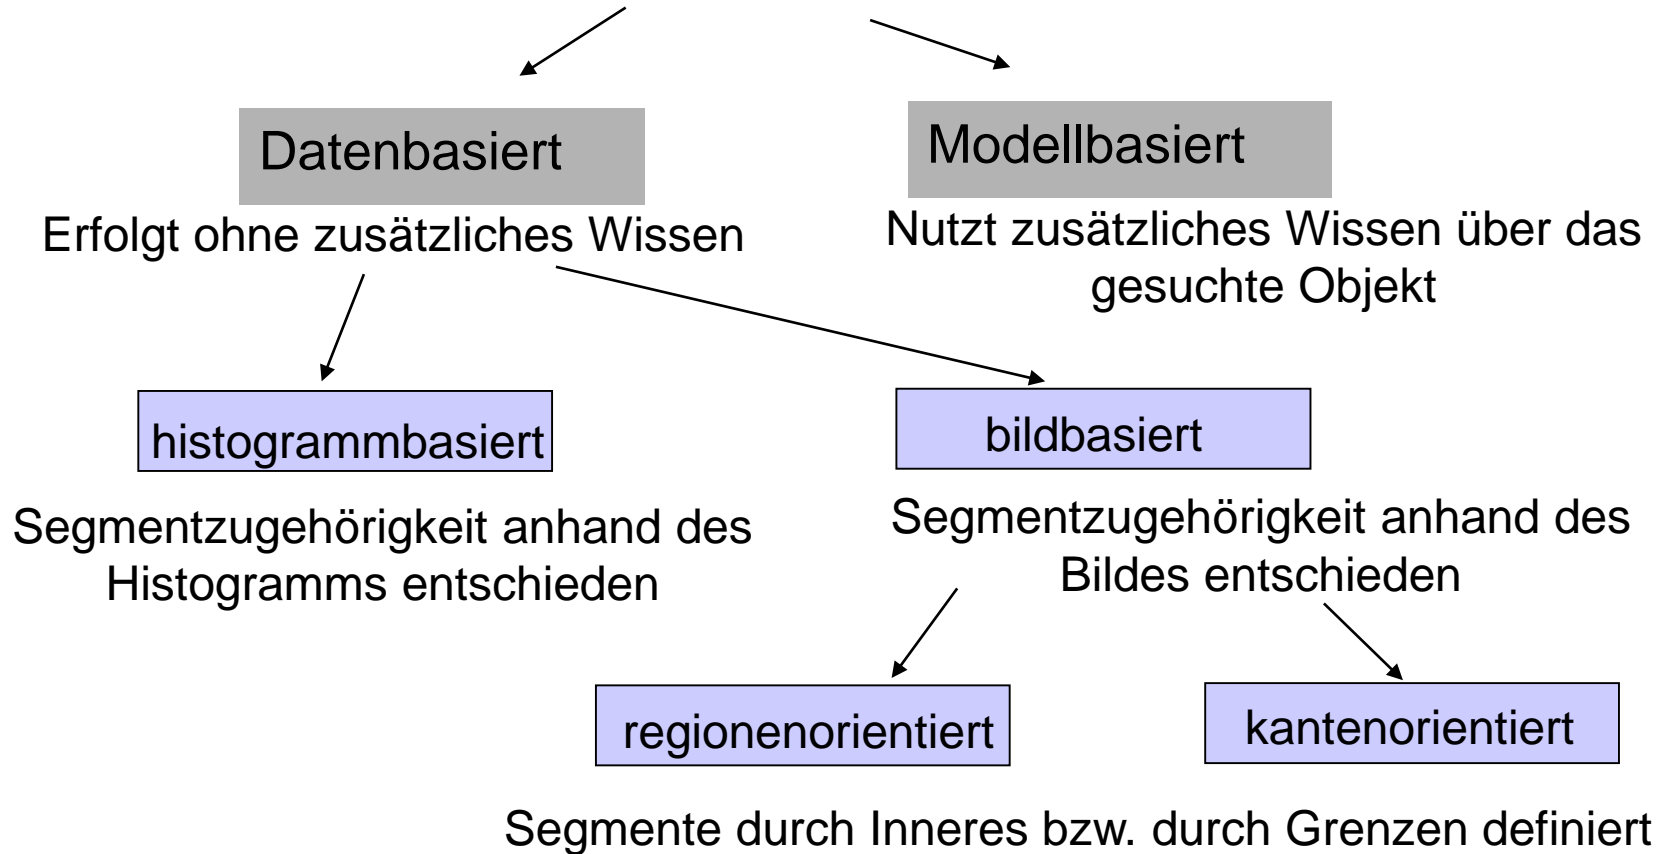 Datenbasiert
Modellbasiert
Erfolgt ohne zusätzliches Wissen
Nutzt zusätzliches Wissen über das
gesuchte Objekt
histogrammbasiert
bildbasiert
Segmentzugehörigkeit anhand des
Histogramms entschieden
Segmentzugehörigkeit anhand des
Bildes entschieden
regionenorientiert
kantenorientiert
Segmente durch Inneres bzw. durch Grenzen definiert